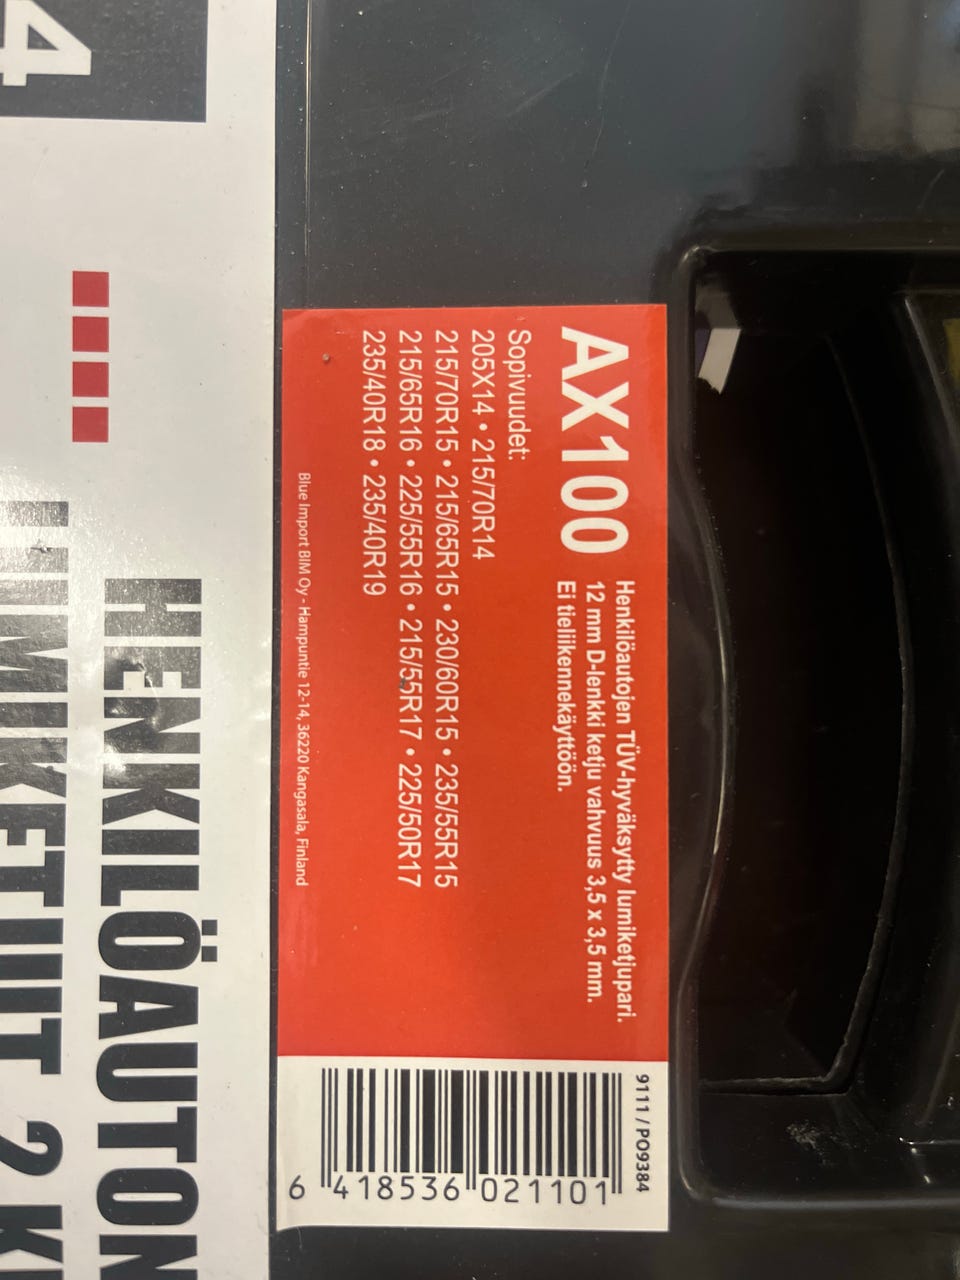 AX100
Henkilöautojen TÜV-hyväksytty lumiketjupari.
12 mm D-lenkki ketju vahvuus 3,5 x 3,5 mm.
Ei tieliikennekäyttöön.
Sopivuudet:
205X14 • 215/70R14
215/70R15 • 215/65R15 • 230/60R15 • 235/55R15
215/65R16 • 225/55R16 • 215/55R17 • 225/50R17
235/40R18 • 235/40R19
Blue Import BIM Oy - Hampuntie 12-14, 36220 Kangasala, Finland
9111 / PO9384
6 418536 021101
4
HENKILÖAUTON
LUMIKETJUT 2 K